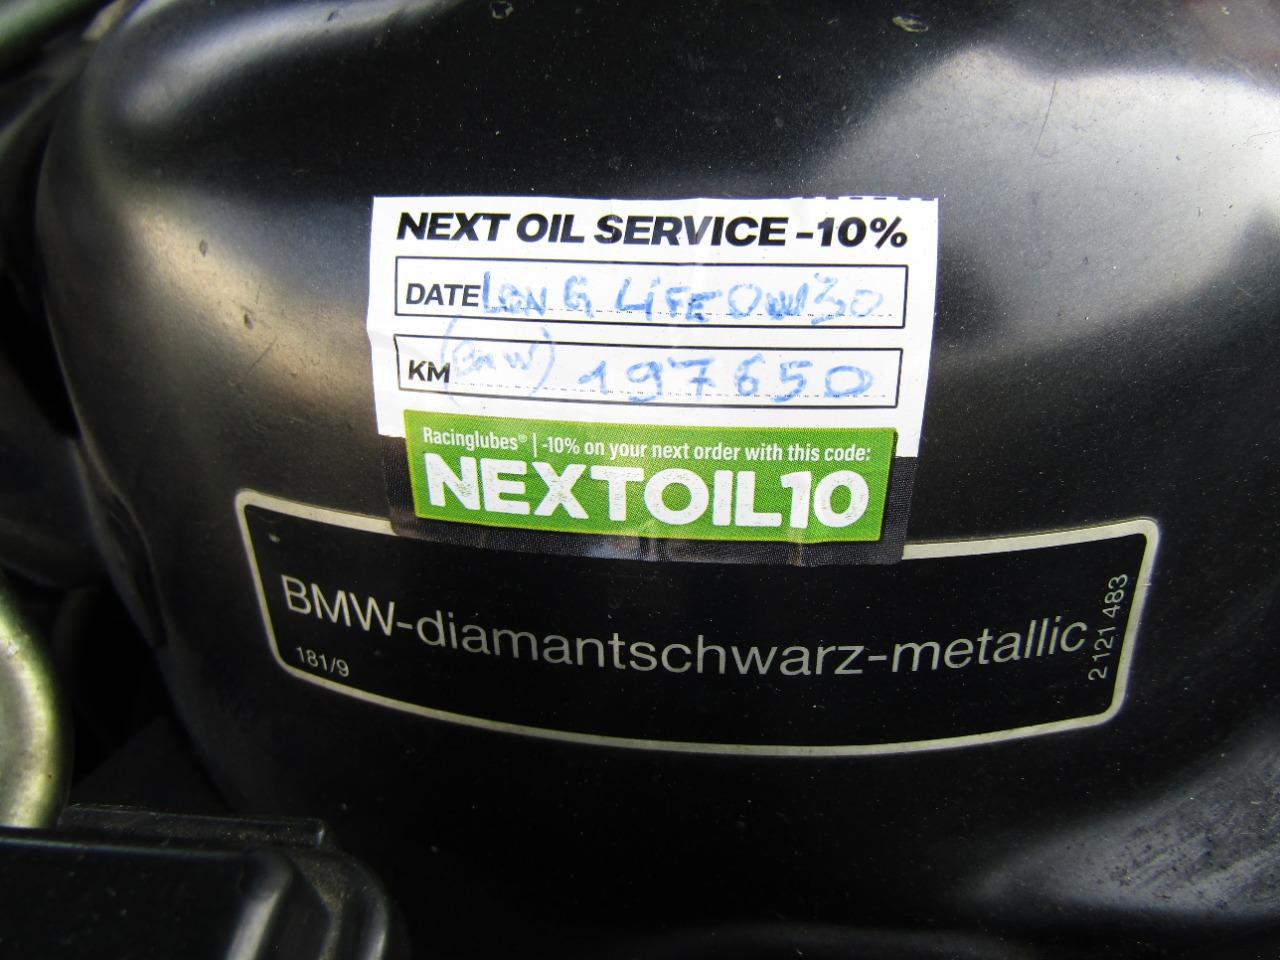 NEXT OIL SERVICE -10%
DATE LONG LIFE 0W30
KM (BMW) 197650
Racinglubes® | -10% on your next order with this code:
NEXTOIL10
BMW-diamantschwarz-metallic
181/9
2 121 483